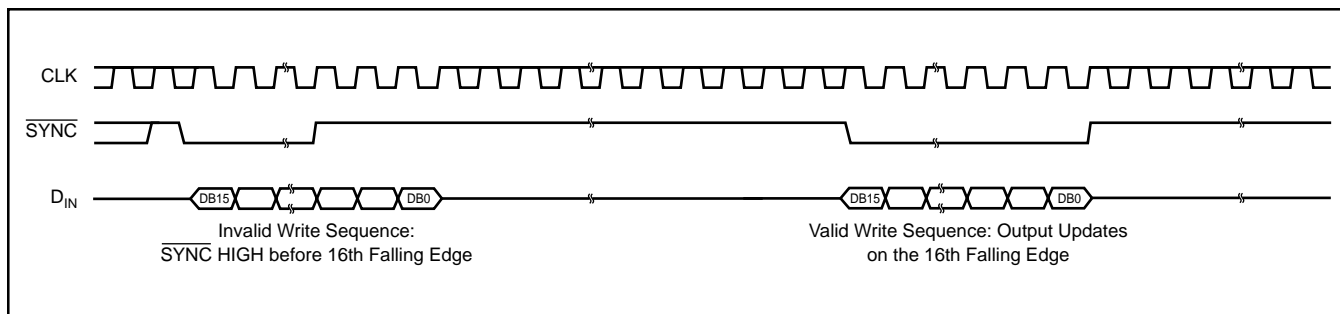 CLK
SYNC
DIN
DB15
DB0
DB15
DB0
Invalid Write Sequence:
SYNC HIGH before 16th Falling Edge
Valid Write Sequence: Output Updates
on the 16th Falling Edge